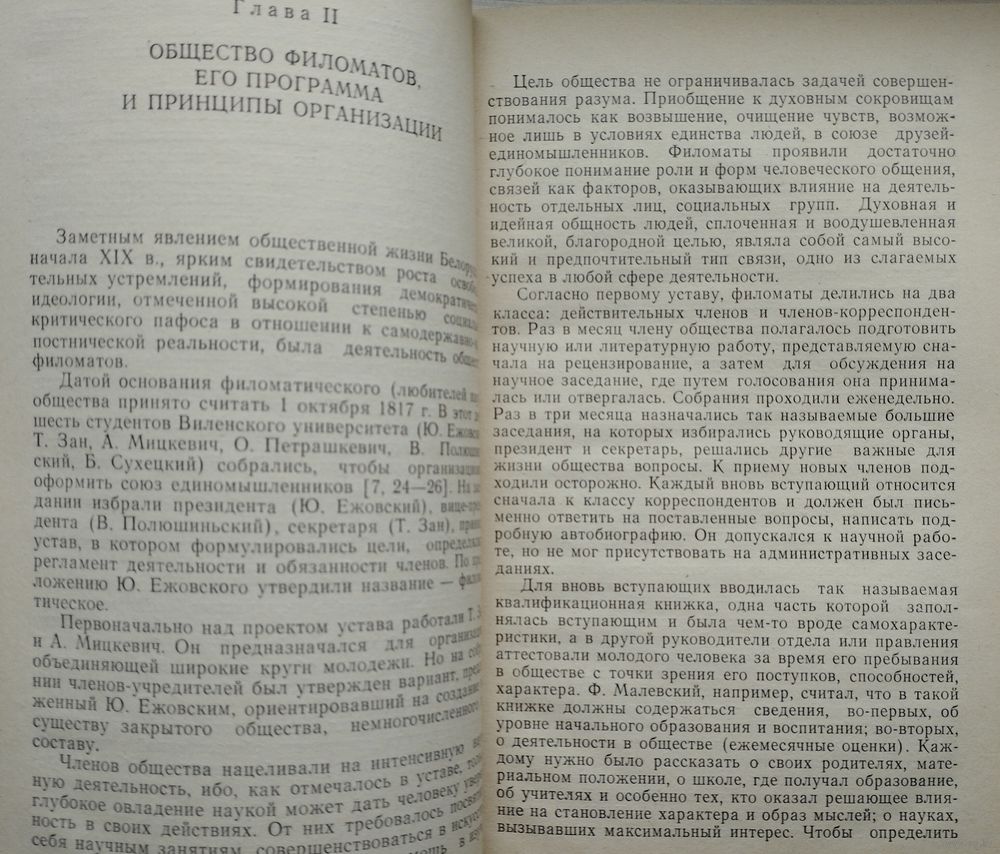 Глава II
ОБЩЕСТВО ФИЛОМАТОВ,
ЕГО ПРОГРАММА
И ПРИНЦИПЫ ОРГАНИЗАЦИИ
Заметным явлением общественной жизни
начала XIX в., ярким свидетельством роста
тельных устремлений, формирования
идеологии, отмеченной высокой степенью
критического пафоса в отношении к
постнической реальности, была деятельность
филоматов.
Датой основания филоматического (любителей
общества принято считать 1 октября 1817 г. В этот
шесть студентов Виленского университета (Ю.
Т. Зан, А. Мицкевич, О. Петрашкевич, В.
ский, Б. Сухецкий) собрались, чтобы
оформить союз единомышленников [7, 24—26]. На
дании избрали президента (Ю. Ежовский),
дента (В. Полюшиньский), секретаря (Т. Зан),
устав, в котором формулировались цели,
регламент деятельности и обязанности членов. По
ложению Ю. Ежовского утвердили название —
тическое.
Первоначально над проектом устава работали Т.
и А. Мицкевич. Он предназначался для
объединяющей широкие круги молодежи. Но на
нии членов-учредителей был утвержден вариант,
женный Ю. Ежовским, ориентировавший на создание
существу закрытого общества, немногочисленного
составу.
Членов общества нацеливали на интенсивную
ную деятельность, ибо, как отмечалось в уставе,
глубокое овладение наукой может дать человеку
ность в своих действиях. От них требовалось
себя научным занятиям, совершенствоваться в
Цель общества не ограничивалась задачей совершен-
ствования разума. Приобщение к духовным сокровищам
понималось как возвышение, очищение чувств, возмож-
ное лишь в условиях единства людей, в союзе друзей-
единомышленников. Филоматы проявили достаточно
глубокое понимание роли и форм человеческого общения,
связей как факторов, оказывающих влияние на деятель-
ность отдельных лиц, социальных групп. Духовная и
идейная общность людей, сплоченная и воодушевленная
великой, благородной целью, являла собой самый высо-
кий и предпочтительный тип связи, одно из слагаемых
успеха в любой сфере деятельности.
Согласно первому уставу, филоматы делились на два
класса: действительных членов и членов-корреспонден-
тов. Раз в месяц члену общества полагалось подготовить
научную или литературную работу, представляемую сна-
чала на рецензирование, а затем для обсуждения на
научное заседание, где путем голосования она принима-
лась или отвергалась. Собрания проходили еженедельно.
Раз в три месяца назначались так называемые большие
заседания, на которых избирались руководящие органы,
президент и секретарь, решались другие важные для
жизни общества вопросы. К приему новых членов под-
ходили осторожно. Каждый вновь вступающий относится
сначала к классу корреспондентов и должен был пись-
менно ответить на поставленные вопросы, написать под-
робную автобиографию. Он допускался к научной рабо-
те, но не мог присутствовать на административных засе-
даниях.
Для вновь вступающих вводилась так называемая
квалификационная книжка, одна часть которой запол-
нялась вступающим и была чем-то вроде самохаракте-
ристики, а в другой руководители отдела или правления
аттестовали молодого человека за время его пребывания
в обществе с точки зрения его поступков, способностей,
характера. Ф. Малевский, например, считал, что в такой
книжке должны содержаться сведения, во-первых, об
уровне начального образования и воспитания; во-вторых,
о деятельности в обществе (ежемесячные оценки). Каж-
дому нужно было рассказать о своих родителях, мате-
риальном положении, о школе, где получал образование,
об учителях и особенно тех, кто оказал решающее влия-
ние на становление характера и образ мыслей; о науках,
вызывавших максимальный интерес. Чтобы определить